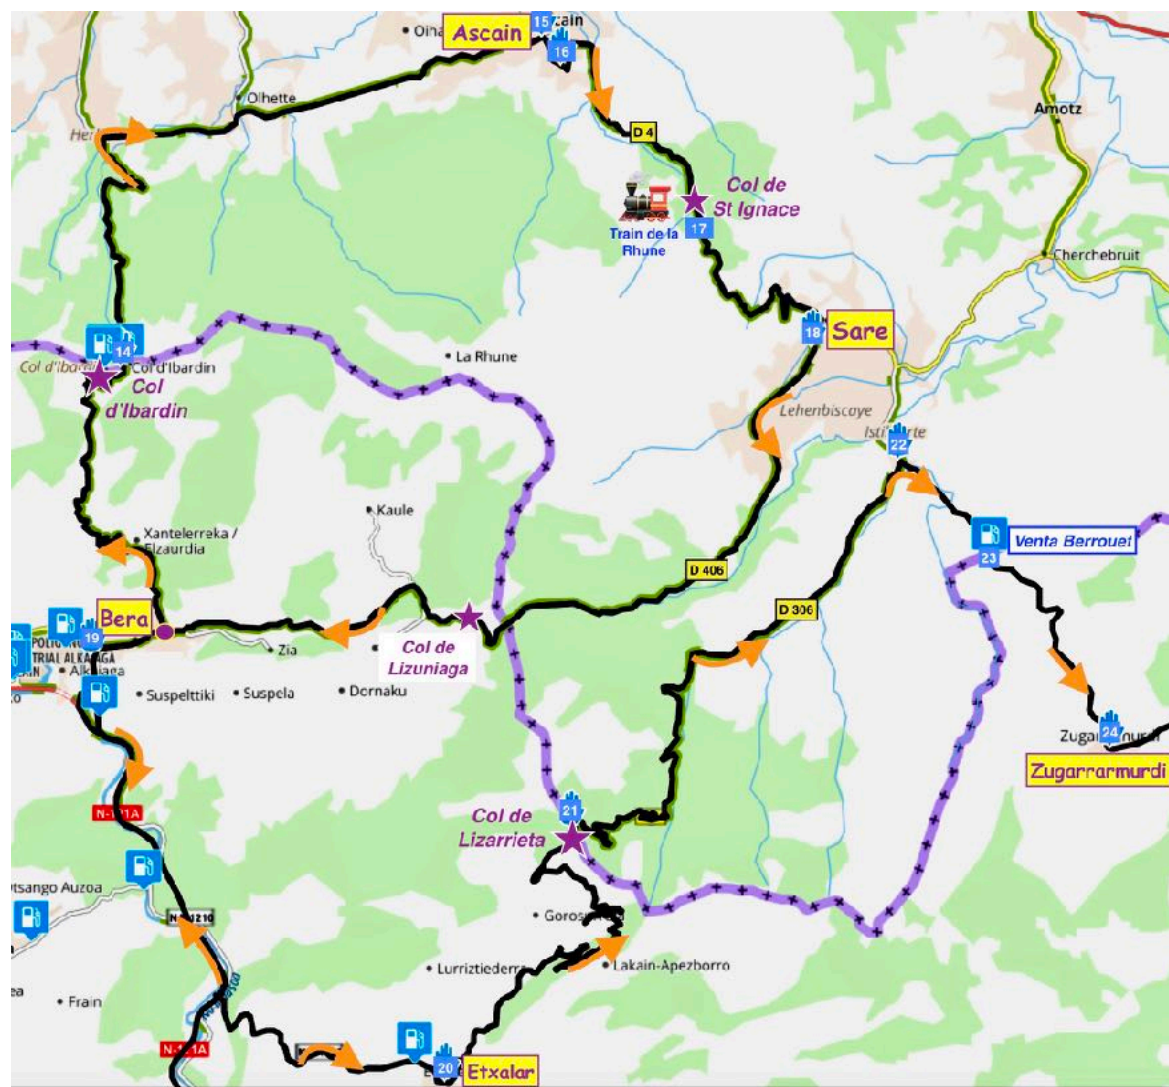 15
Ascain
16
Olhette
Amotz
D 4
Col de
St Ignace
17
Train de la
Rhune
Cherchebruit
18
Sare
La Rhune
14
Col d'Ibardin
Col
d'Ibardin
Lehenbiscaye
22
Kaule
Xantelerreka /
Elzaurdia
Venta Berrouet
23
D 406
D 306
Bera
19
Zia
Col de
Lizuniaga
Suspelttiki
Suspela
Dornaku
24
Zugarrarmurdi
N-121A
21
Col de
Lizarrieta
Lurriztiederra
Lakain-Apezborro
Frain
N-121A
20
Etxalar